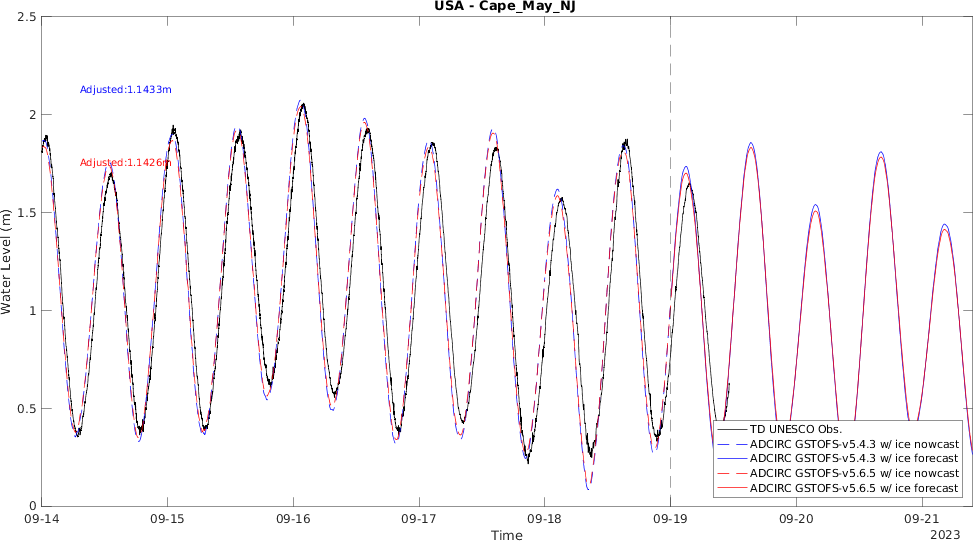 USA - Cape_May_NJ
2.5
2
1.5
1
0.5
0
Water Level (m)
Adjusted:1.1433m
Adjusted:1.1426m
TD UNESCO Obs.
ADCIRC GSTOFS-v5.4.3 w/ ice nowcast
ADCIRC GSTOFS-v5.4.3 w/ ice forecast
ADCIRC GSTOFS-v5.6.5 w/ ice nowcast
ADCIRC GSTOFS-v5.6.5 w/ ice forecast
09-14 09-15 09-16 09-17 09-18 09-19 09-20 09-21
Time
2023